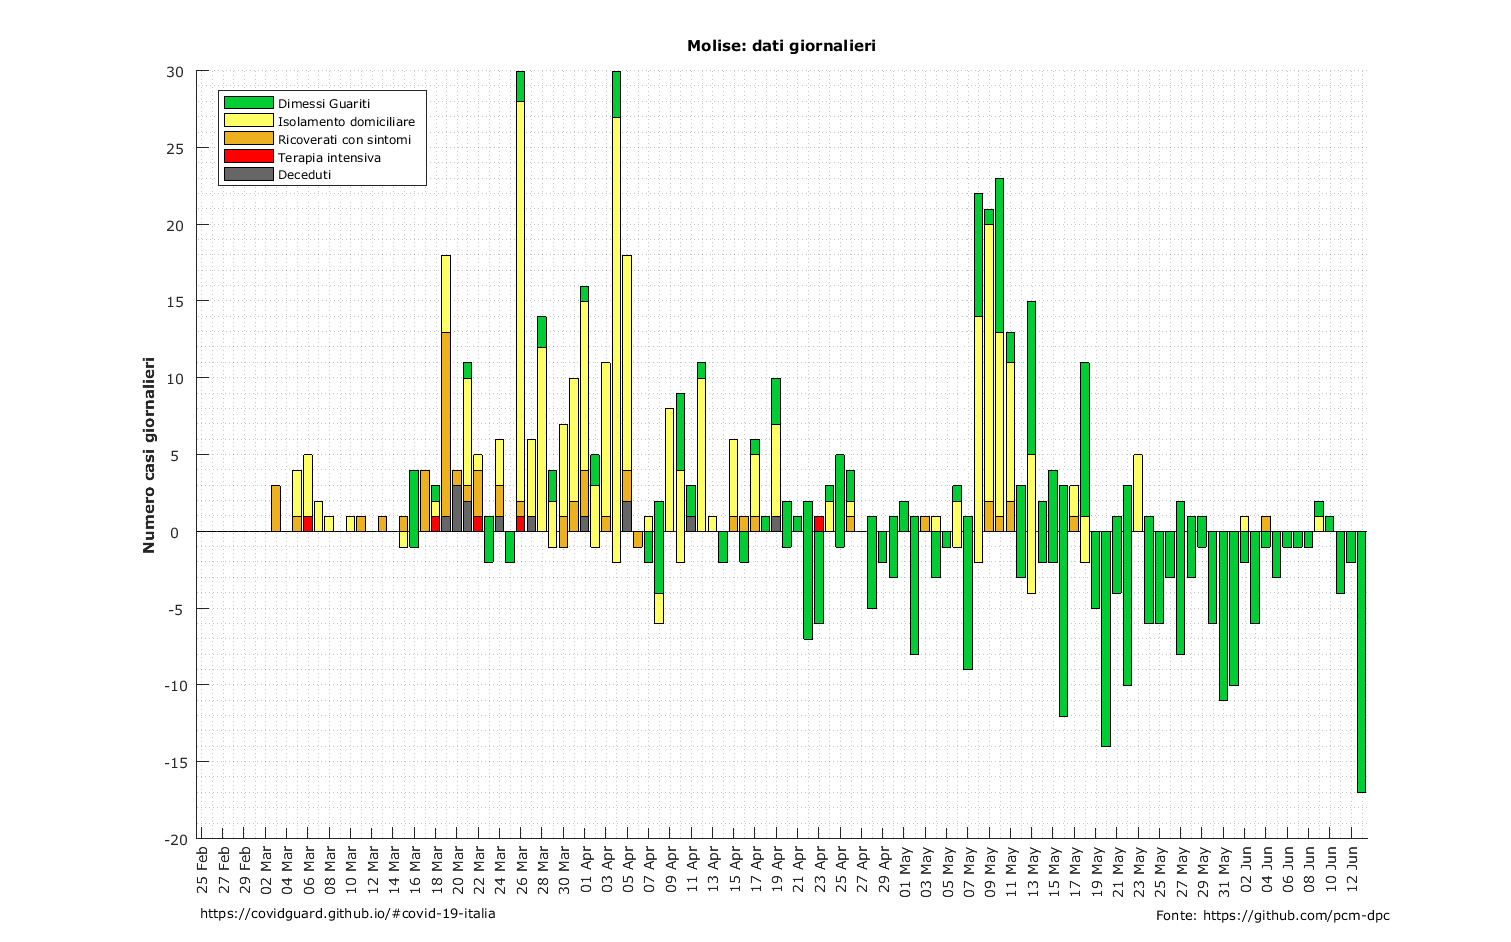 Molise: dati giornalieri
Dimessi Guariti
Isolamento domiciliare
Ricoverati con sintomi
Terapia intensiva
Deceduti
Numero casi giornalieri
30
25
20
15
10
5
0
-5
-10
-15
-20
25 Feb
27 Feb
29 Feb
02 Mar
04 Mar
06 Mar
08 Mar
10 Mar
12 Mar
14 Mar
16 Mar
18 Mar
20 Mar
22 Mar
24 Mar
26 Mar
28 Mar
30 Mar
01 Apr
03 Apr
05 Apr
07 Apr
09 Apr
11 Apr
13 Apr
15 Apr
17 Apr
19 Apr
21 Apr
23 Apr
25 Apr
27 Apr
29 Apr
01 May
03 May
05 May
07 May
09 May
11 May
13 May
15 May
17 May
19 May
21 May
23 May
25 May
27 May
29 May
31 May
02 Jun
04 Jun
06 Jun
08 Jun
10 Jun
12 Jun
https://covidguard.github.io/#covid-19-italia
Fonte: https://github.com/pcm-dpc